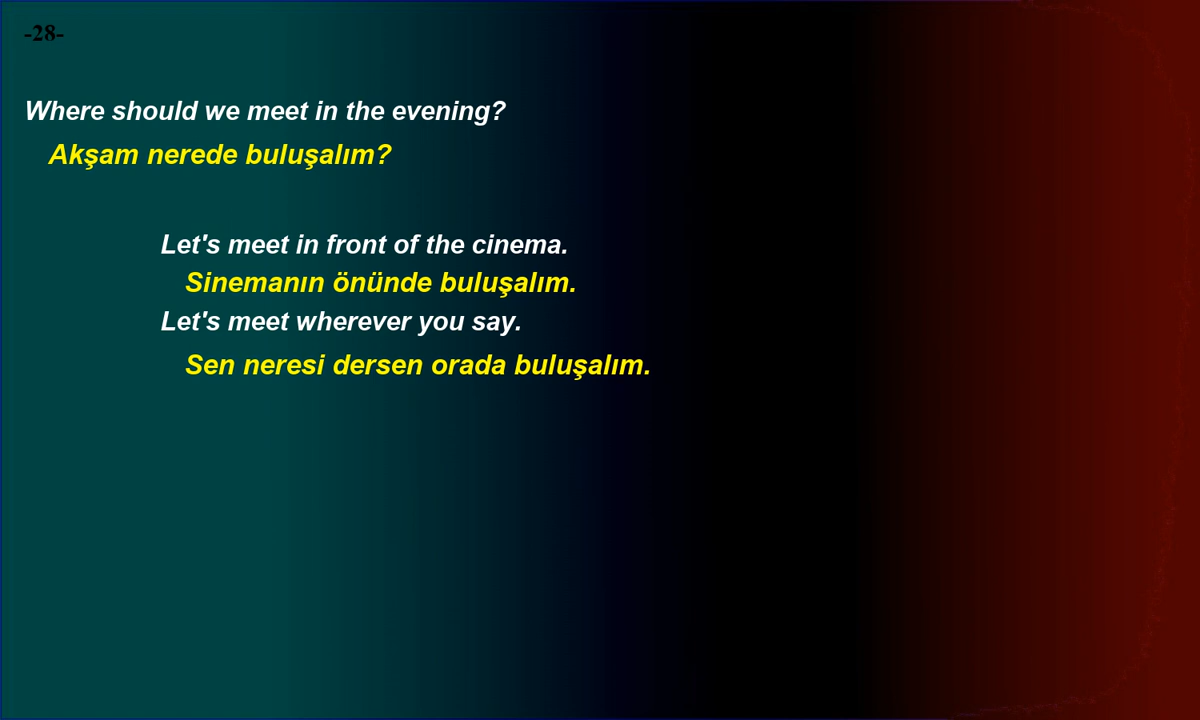 -28-
Where should we meet in the evening?
Akşam nerede buluşalım?
Let's meet in front of the cinema.
Sinemanın önünde buluşalım.
Let's meet wherever you say.
Sen neresi dersen orada buluşalım.